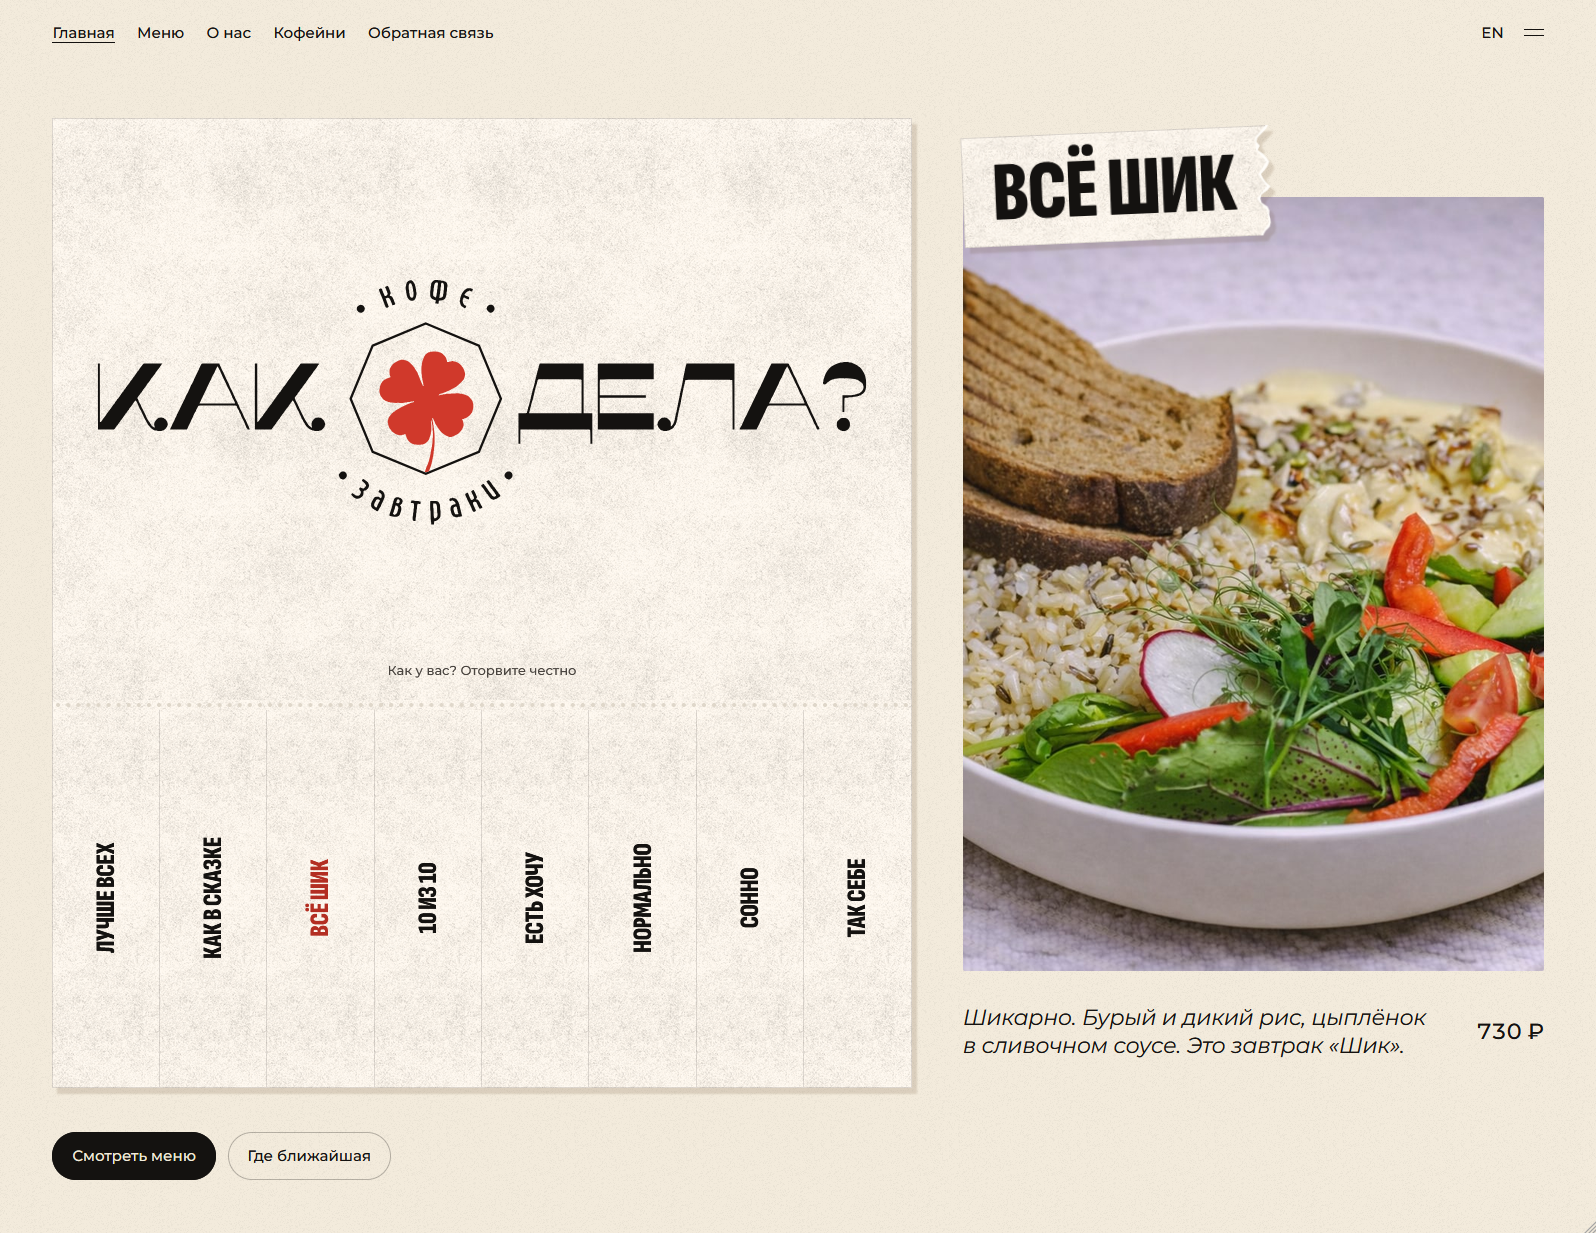 Главная
Меню
О нас
Кофейни
Обратная связь
EN
КОФЕ
КАК ДЕЛА?
завтраки
Как у вас? Оторвите честно
ЛУЧШЕ ВСЕХ
КАК В СКАЗКЕ
ВСЁ ШИК
10 ИЗ 10
ЕСТЬ ХОЧУ
НОРМАЛЬНО
СОННО
ТАК СЕБЕ
ВСЁ ШИК
Шикарно. Бурый и дикий рис, цыплёнок
в сливочном соусе. Это завтрак «Шик».
730 ₽
Смотреть меню
Где ближайшая